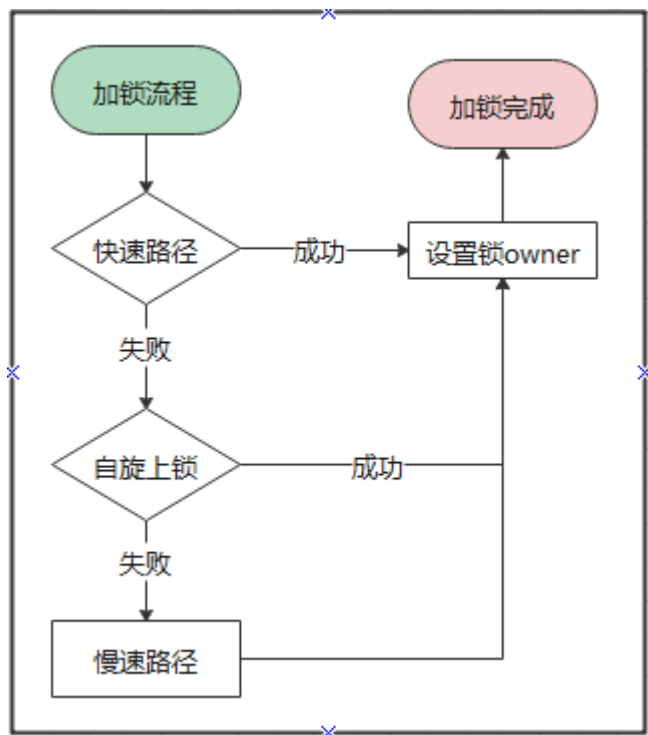 加锁流程
加锁完成
快速路径
成功
设置锁owner
失败
自旋上锁
成功
失败
慢速路径